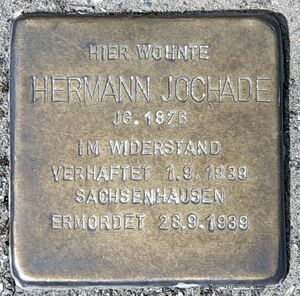 HIER WOHNTE
HERMANN JOCHADE
JG. 1876
IM WIDERSTAND
VERHAFTET 1.9.1939
SACHSENHAUSEN
ERMORDET 28.9.1939